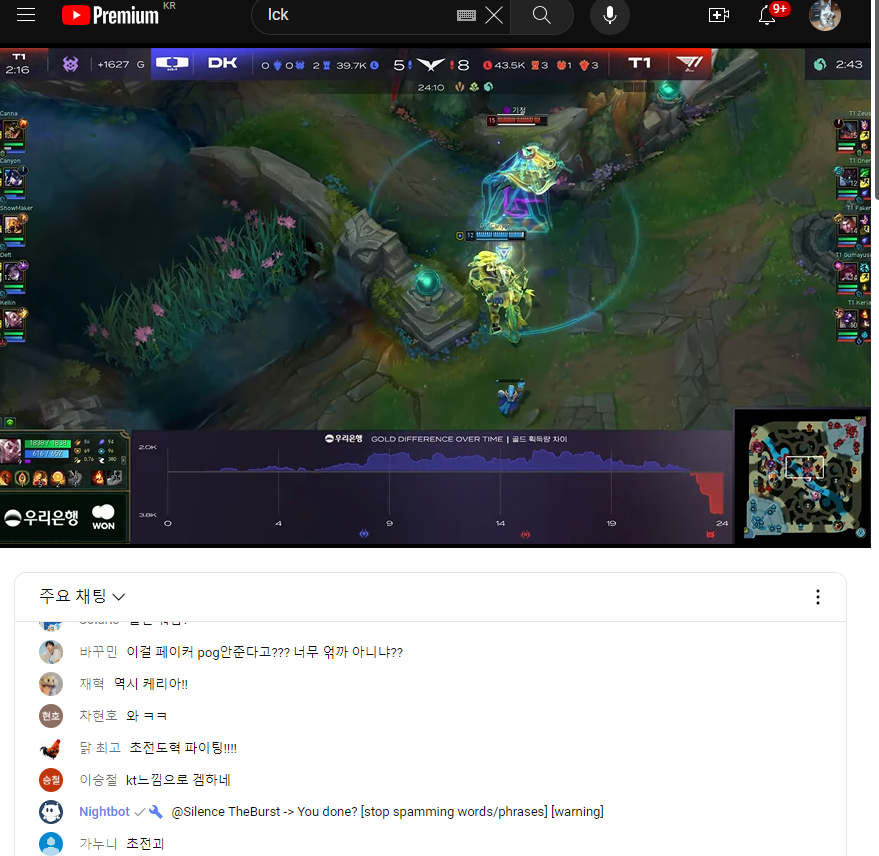 Premium KR
lck
9+
T1
2:16
+1627 G
DK
0 0 2 39.7K
5 8
43.5K 3 1 3
T1
2:43
24:10
Canna
Canyon
ShowMaker
Deft
Kellin
T1 Zeus
T1 Oner
T1 Faker
T1 Gumayusi
T1 Keria
기절
15
12
1838 / 1838
우리은행
WON
우리은행 GOLD DIFFERENCE OVER TIME | 골드 획득량 차이
2.0K
3.8K
0 4 9 14 19 24
주요 채팅
바꾸민 이걸 페이커 pog안준다고??? 너무 얶까 아니냐??
재혁 역시 케리아!!
현호 차현호 와 ㅋㅋ
닭 최고 초전도혁 파이팅!!!!
승철 이승철 kt느낌으로 겜하네
Nightbot @Silence TheBurst -> You done? [stop spamming words/phrases] [warning]
가누니 초전괴